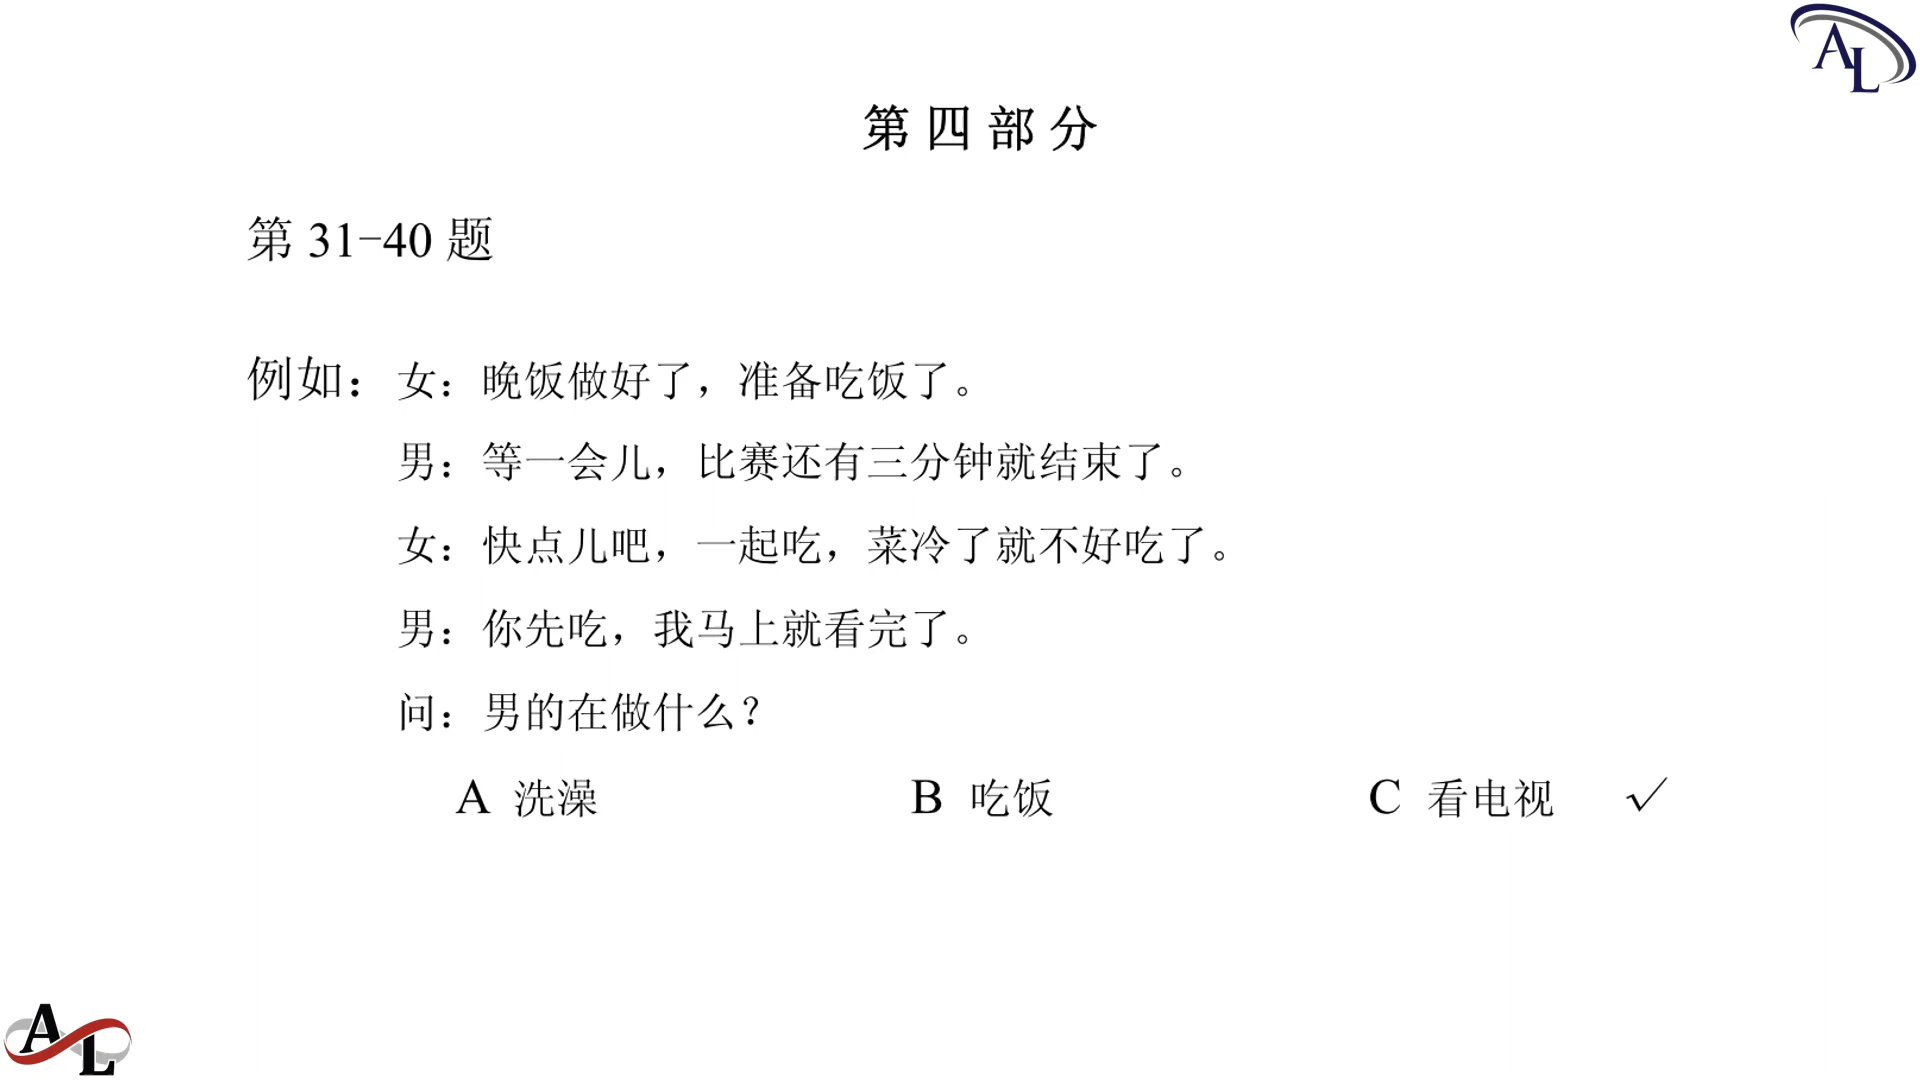 AL
第四部分
第 31-40 题
例如：女：晚饭做好了，准备吃饭了。
男：等一会儿，比赛还有三分钟就结束了。
女：快点儿吧，一起吃，菜冷了就不好吃了。
男：你先吃，我马上就看完了。
问：男的在做什么？
A 洗澡 B 吃饭 C 看电视 √
AL